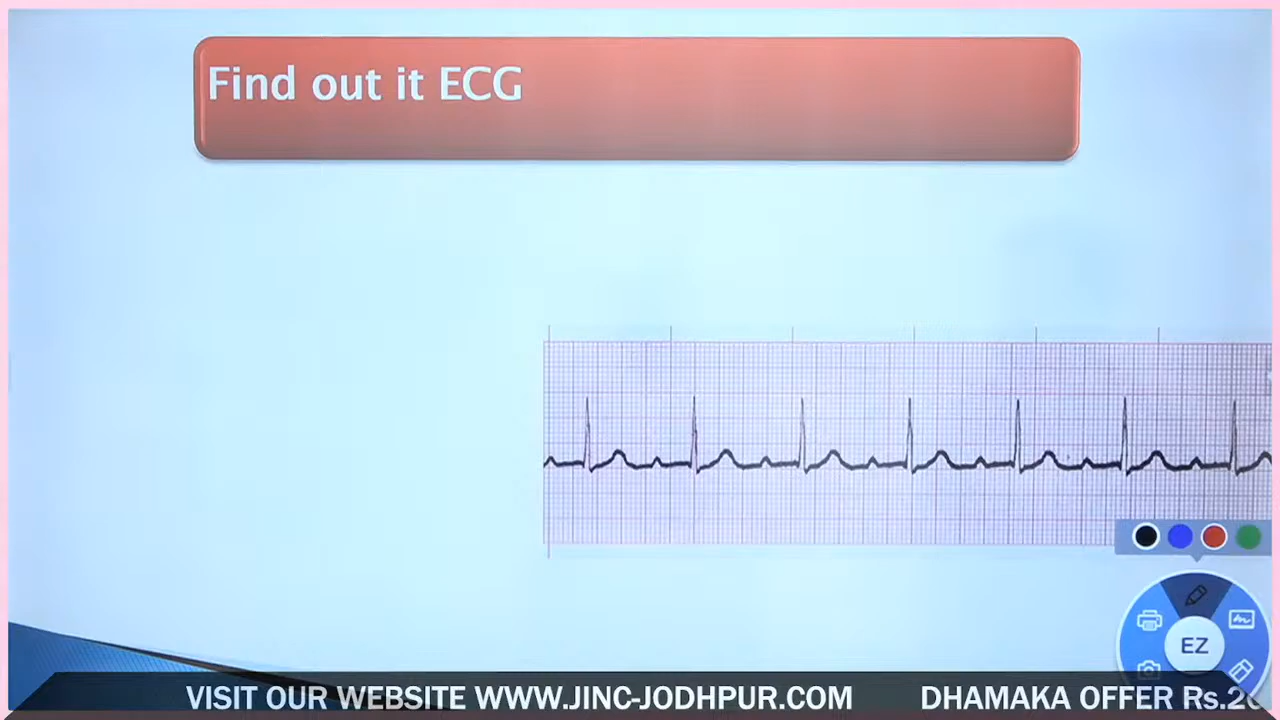 Find out it ECG
EZ
VISIT OUR WEBSITE WWW.JINC-JODHPUR.COM DHAMAKA OFFER Rs.